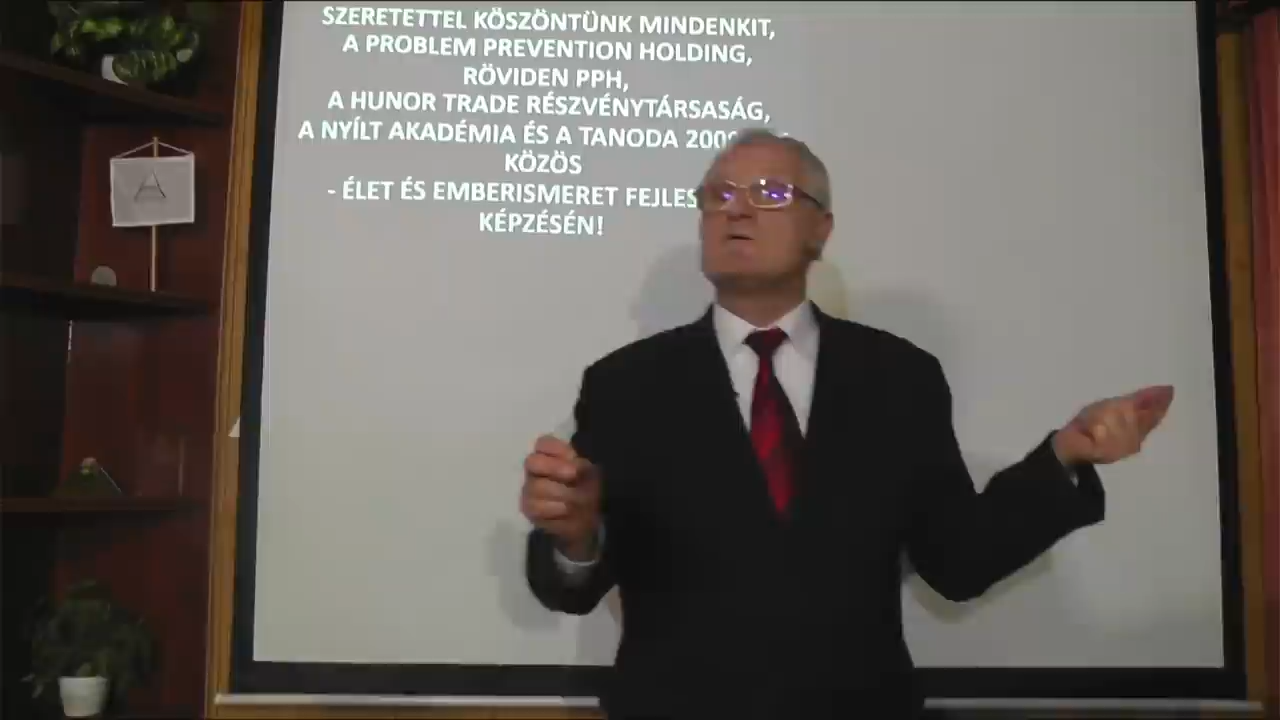 SZERETETTEL KÖSZÖNTÜNK MINDENKIT,
A PROBLEM PREVENTION HOLDING,
RÖVIDEN PPH,
A HUNOR TRADE RÉSZVÉNYTÁRSASÁG,
A NYÍLT AKADÉMIA ÉS A TANODA
KÖZÖS
- ÉLET ÉS EMBERISMERET
KÉPZÉSÉN!
A